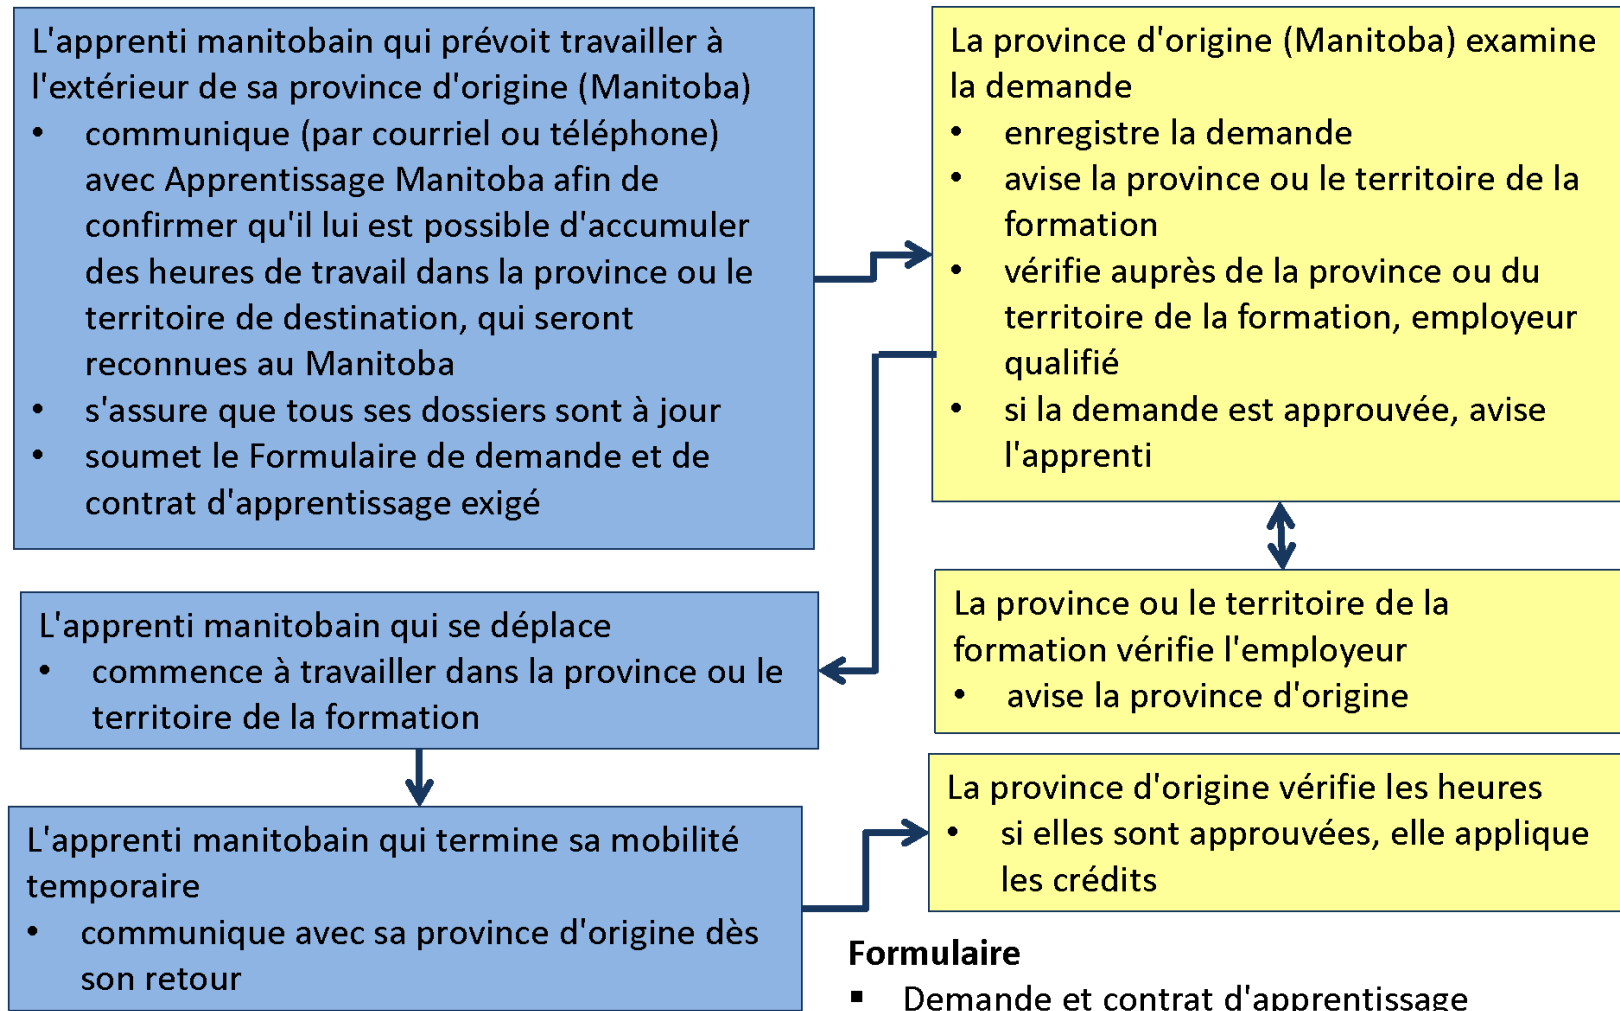 L'apprenti manitobain qui prévoit travailler à
l'extérieur de sa province d'origine (Manitoba)
• communique (par courriel ou téléphone)
avec Apprentissage Manitoba afin de
confirmer qu'il lui est possible d'accumuler
des heures de travail dans la province ou le
territoire de destination, qui seront
reconnues au Manitoba
• s'assure que tous ses dossiers sont à jour
• soumet le Formulaire de demande et de
contrat d'apprentissage exigé
La province d'origine (Manitoba) examine
la demande
• enregistre la demande
• avise la province ou le territoire de la
formation
• vérifie auprès de la province ou du
territoire de la formation, employeur
qualifié
• si la demande est approuvée, avise
l'apprenti
La province ou le territoire de la
formation vérifie l'employeur
• avise la province d'origine
L'apprenti manitobain qui se déplace
• commence à travailler dans la province ou le
territoire de la formation
L'apprenti manitobain qui termine sa mobilité
temporaire
• communique avec sa province d'origine dès
son retour
La province d'origine vérifie les heures
• si elles sont approuvées, elle applique
les crédits
Formulaire
▪ Demande et contrat d'apprentissage